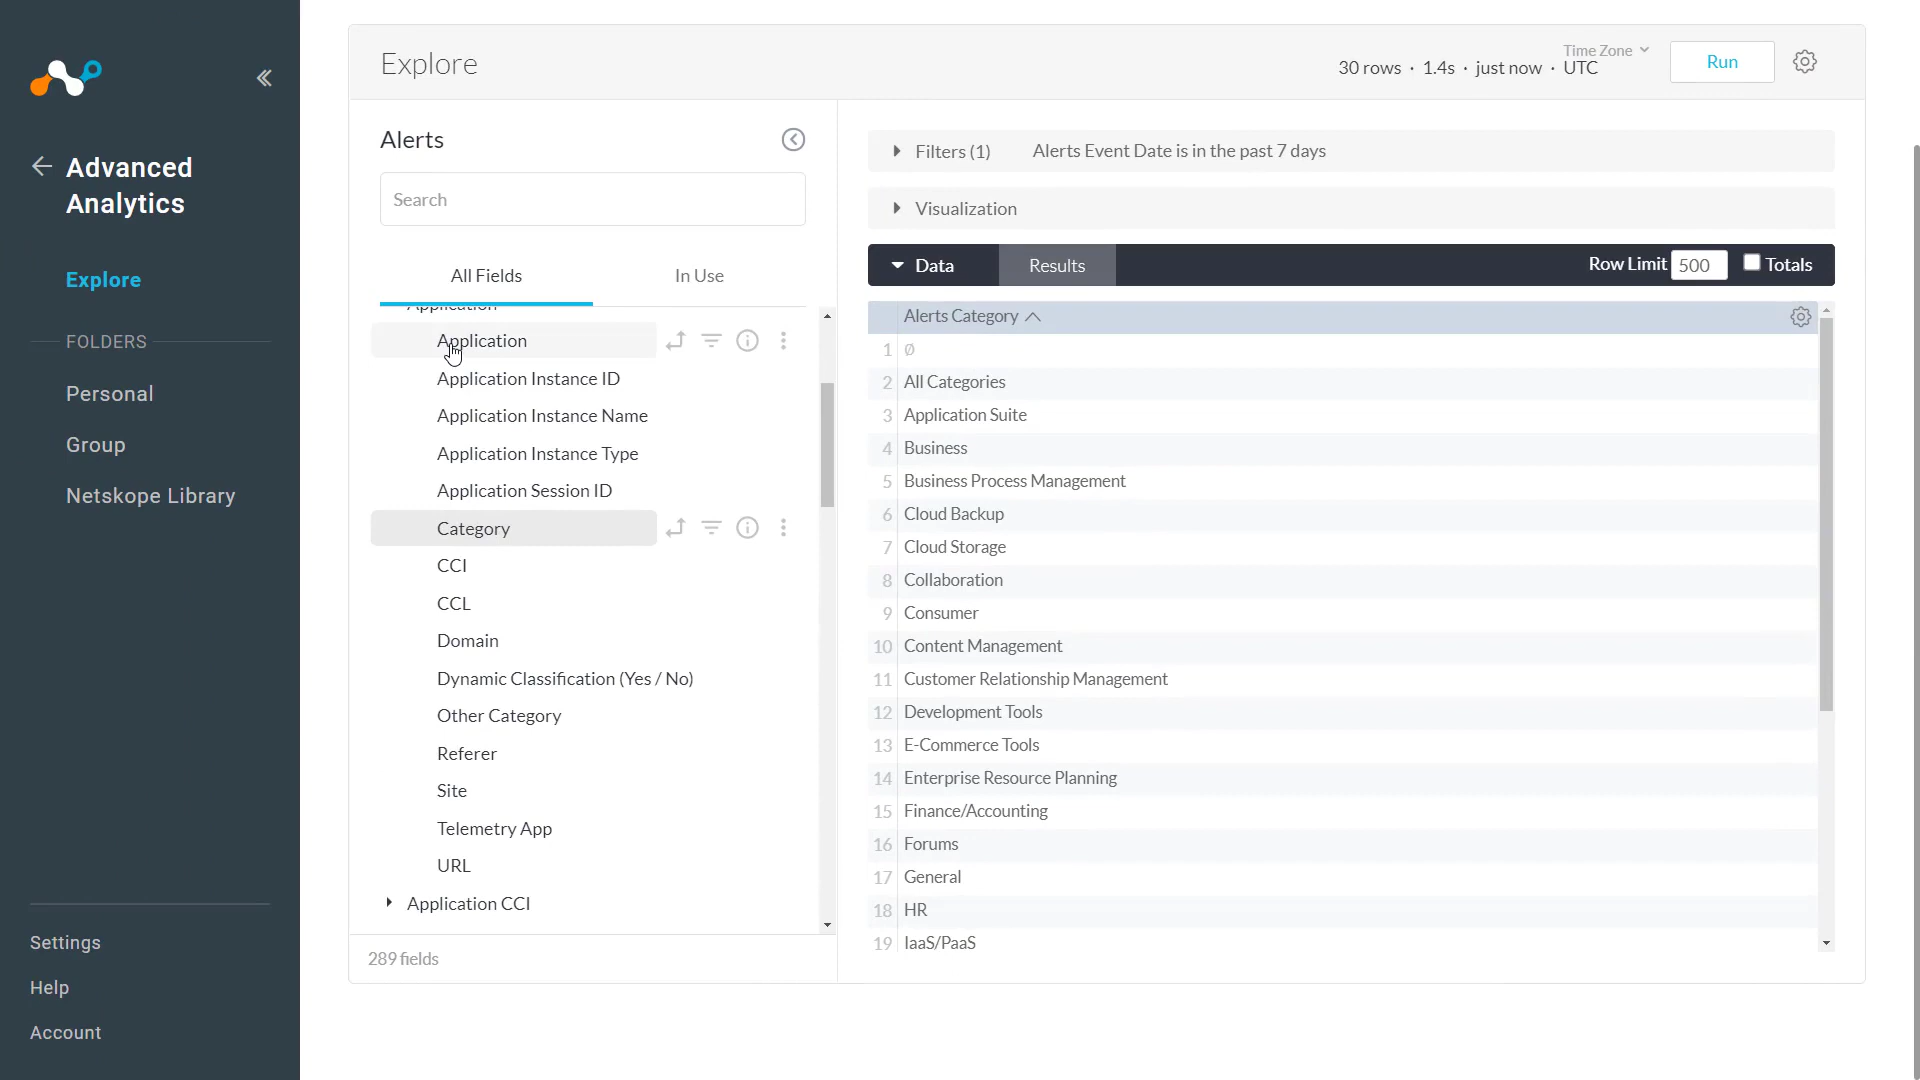 Advanced
Analytics
Explore
FOLDERS
Personal
Group
Netskope Library
Settings
Help
Account
Explore
30 rows · 1.4s · just now ·
Time Zone
UTC
Run
Alerts
Search
All Fields
In Use
Application
Application
Application Instance ID
Application Instance Name
Application Instance Type
Application Session ID
Category
CCI
CCL
Domain
Dynamic Classification (Yes / No)
Other Category
Referer
Site
Telemetry App
URL
Application CCI
289 fields
Filters (1) Alerts Event Date is in the past 7 days
Visualization
Data Results Row Limit 500 Totals
Alerts Category
1 Ø
2 All Categories
3 Application Suite
4 Business
5 Business Process Management
6 Cloud Backup
7 Cloud Storage
8 Collaboration
9 Consumer
10 Content Management
11 Customer Relationship Management
12 Development Tools
13 E-Commerce Tools
14 Enterprise Resource Planning
15 Finance/Accounting
16 Forums
17 General
18 HR
19 IaaS/PaaS